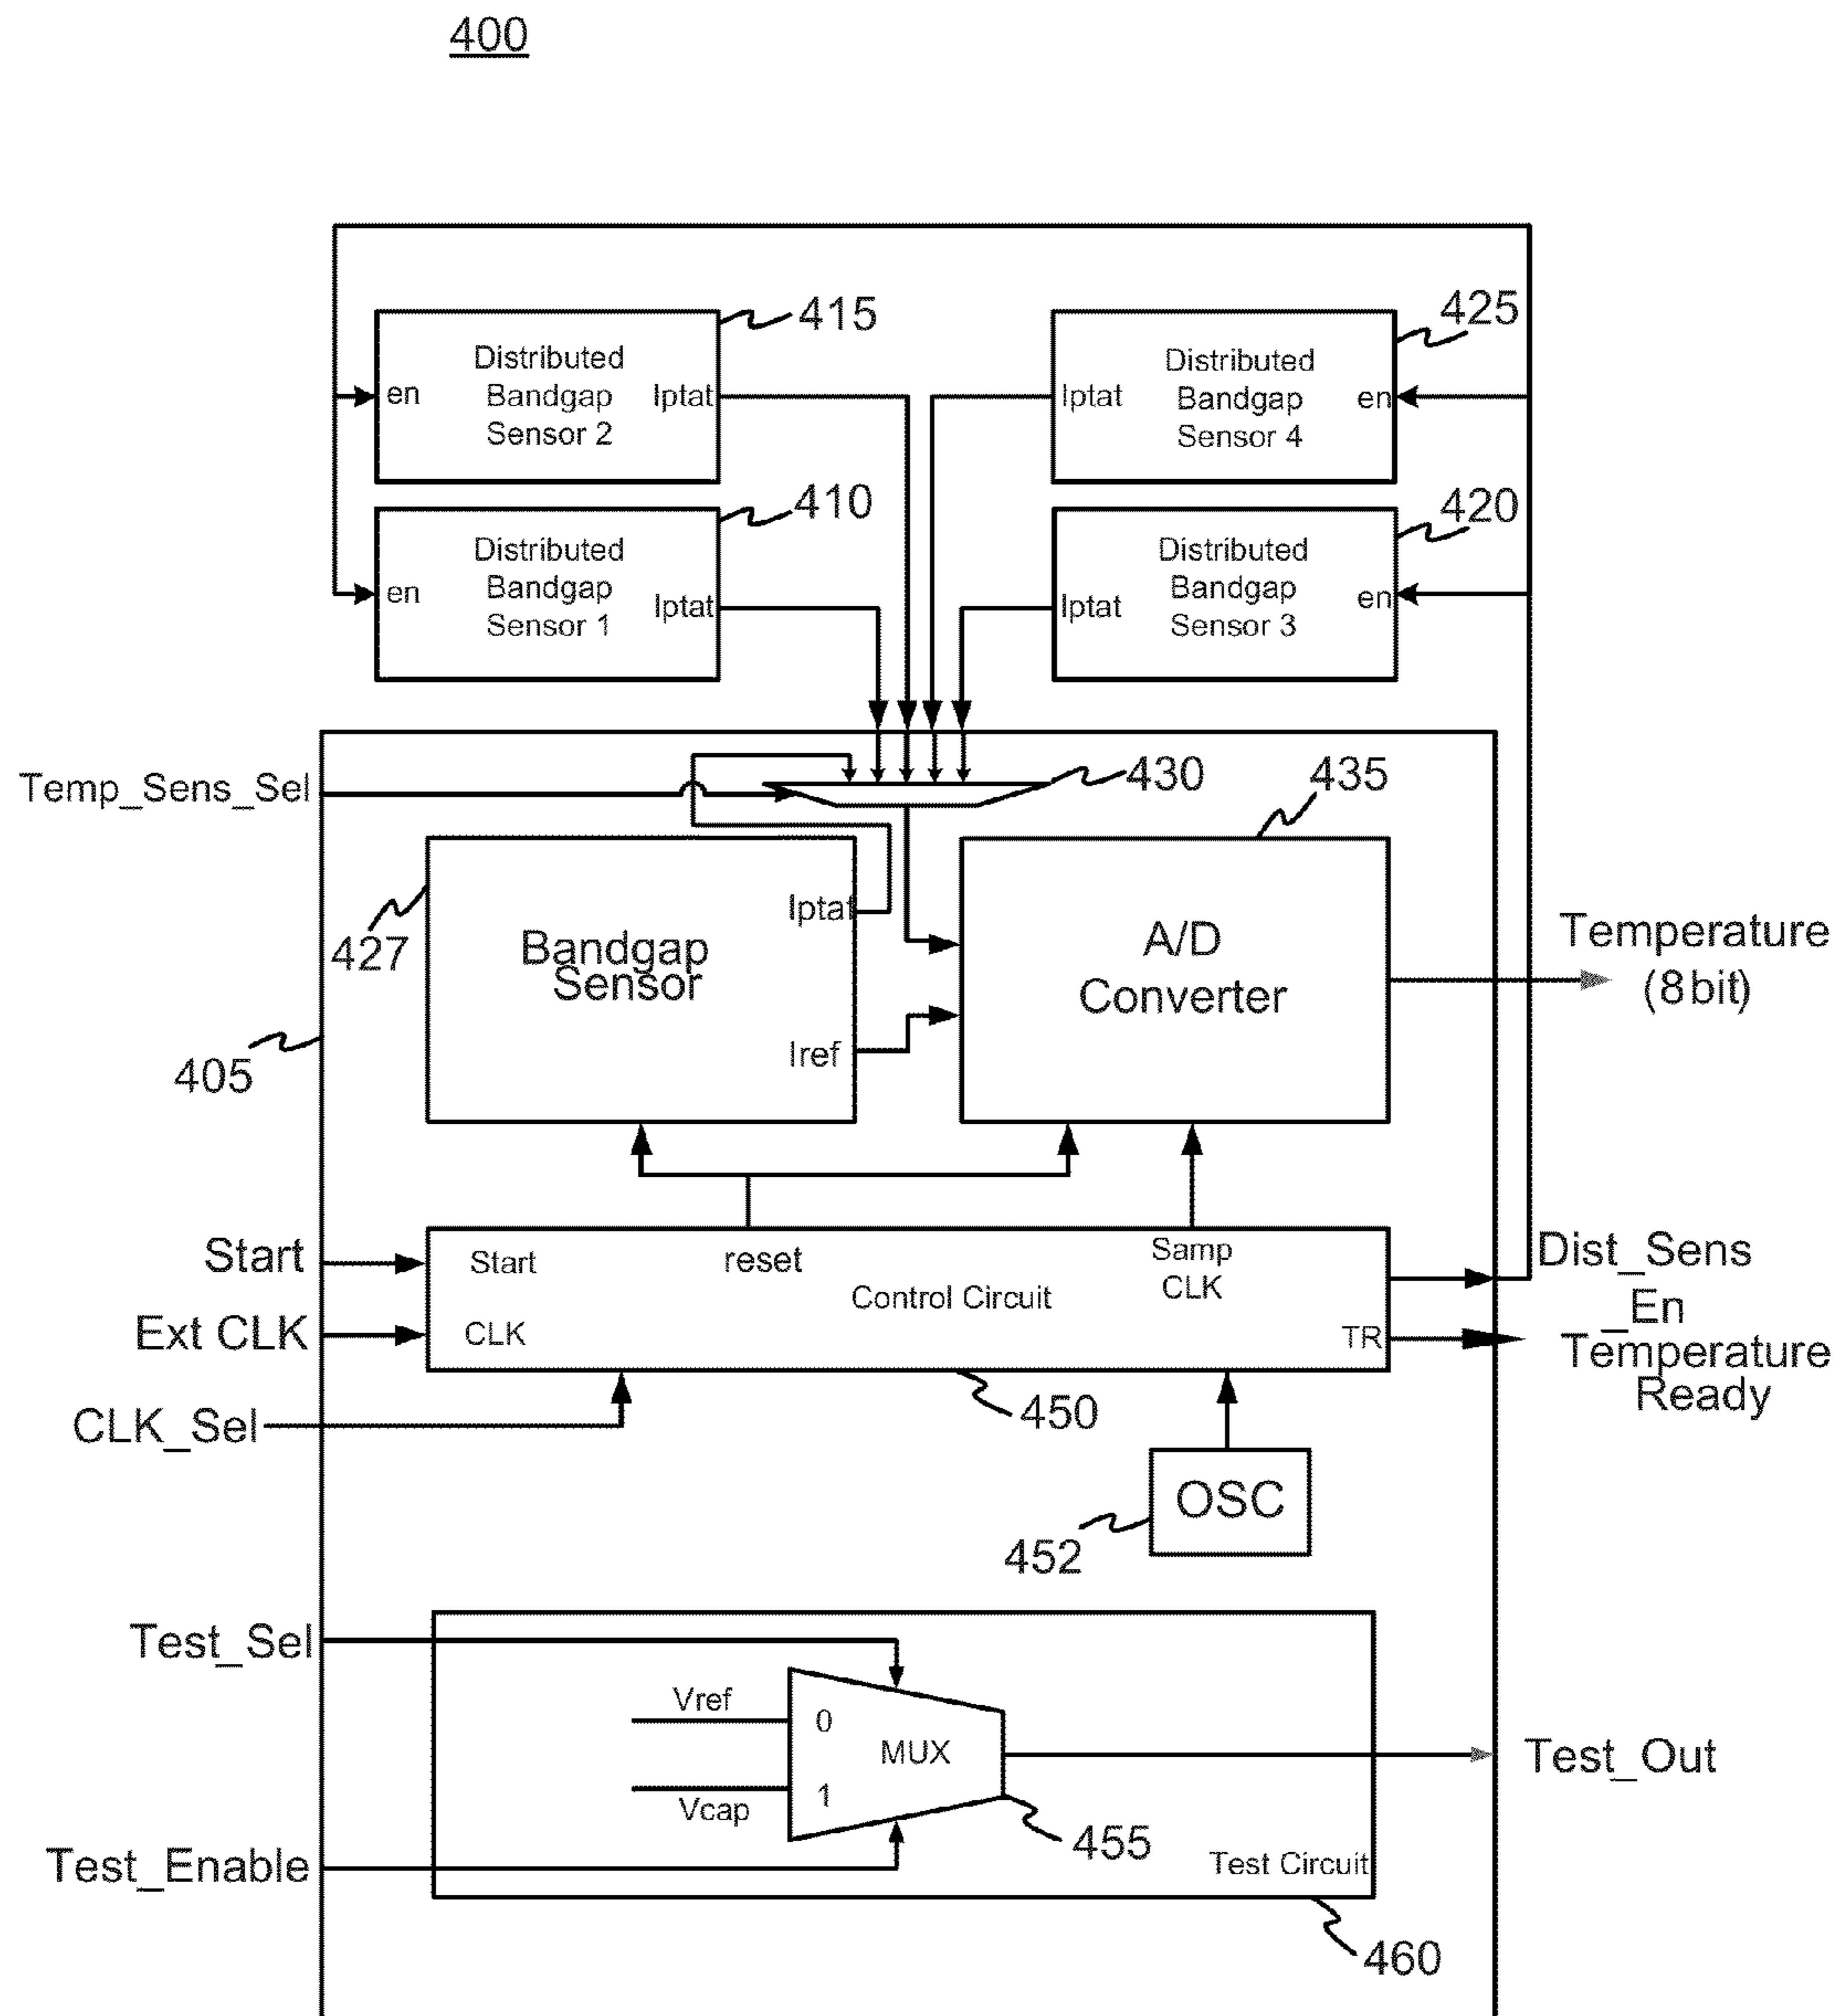 400
415
Distributed
Bandgap
Sensor 2
en
Iptat
425
Distributed
Bandgap
Sensor 4
Iptat
en
410
Distributed
Bandgap
Sensor 1
en
Iptat
420
Distributed
Bandgap
Sensor 3
Iptat
en
Temp_Sens_Sel
430
435
427
Bandgap
Sensor
Iptat
Iref
A/D
Converter
Temperature
(8bit)
405
Start
Ext CLK
CLK_Sel
Start
CLK
reset
Control Circuit
Samp
CLK
TR
Dist_Sens
_En
Temperature
Ready
450
OSC
452
Test_Sel
Vref
0
MUX
1
Vcap
455
Test_Out
Test_Enable
Test Circuit
460